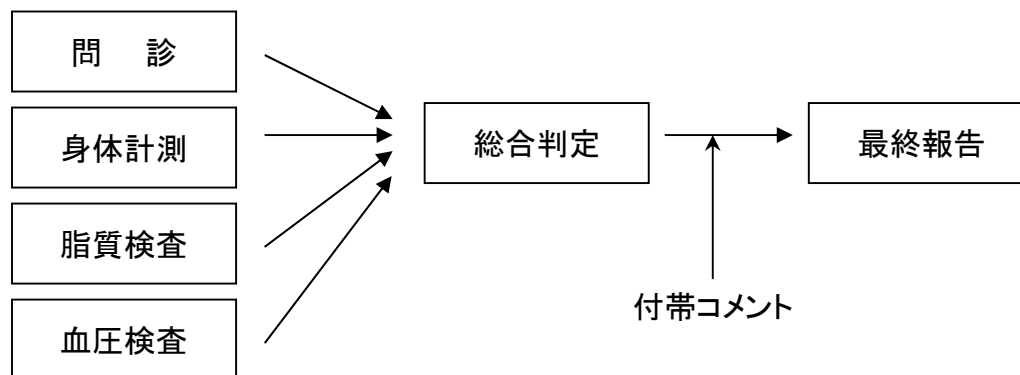 問　診
身体計測
脂質検査
血圧検査
総合判定
最終報告
付帯コメント